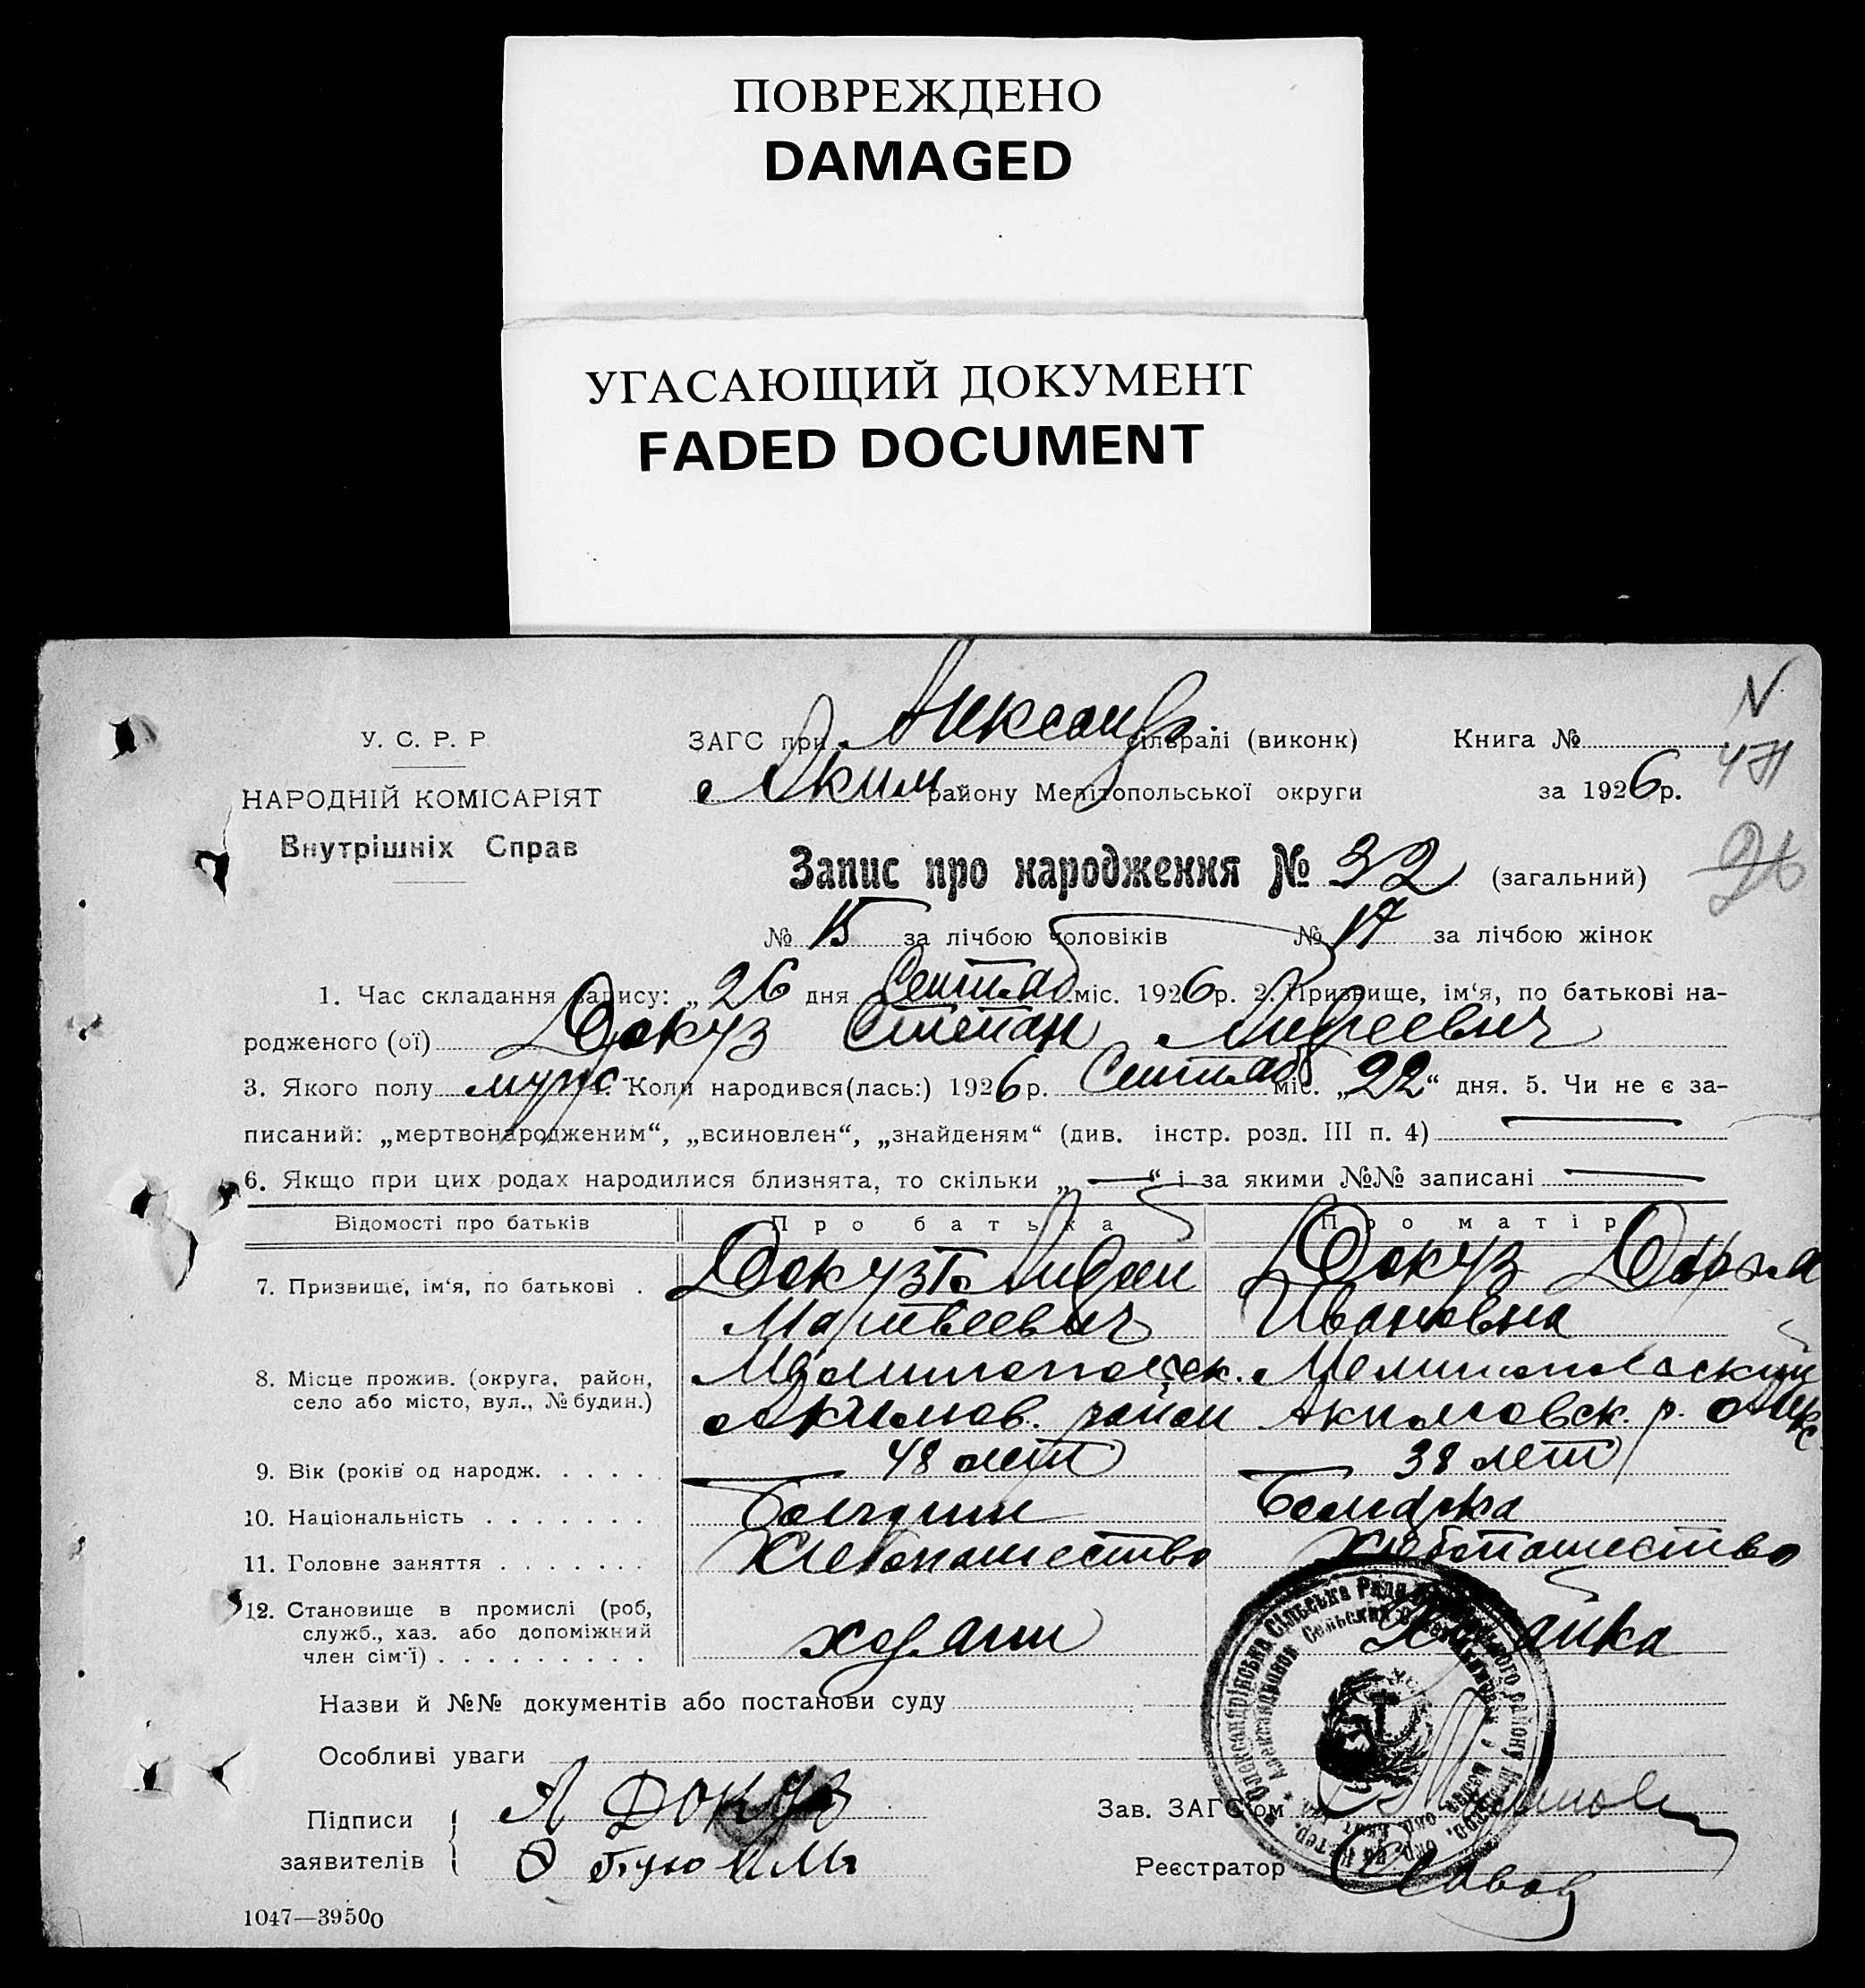 ПОВРЕЖДЕНО
DAMAGED
УГАСАЮЩИЙ ДОКУМЕНТ
FADED DOCUMENT
У. С. Р. Р.
НАРОДНІЙ КОМІСАРІЯТ
Внутрішніх Справ
ЗАГС при Александр. сільраді (виконк) Книга №
Аким району Мелітопольської округи за 1926 р.
Запис про народження № 32 (загальний)
26
№ 15 за лічбою чоловіків № 17 за лічбою жінок
1. Час складання запису: „26 дня Сентяб міс. 1926 р. 2. Призвище, ім‘я, по батькові на-
родженого (ої) Докуз Степан Андреевич
3. Якого полу муж. 4. Коли народився(лась:) 1926 р. Сентяб міс. „22“ дня. 5. Чи не є за-
писаний: „мертвонародженим“, „всиновлен“, „знайденям“ (див. інстр. розд. III п. 4) —
6. Якщо при цих родах народилися близнята, то скільки „—“ і за якими №№ записані —
Відомості про батьків Про батька Про матір
7. Призвище, ім‘я, по батькові . Докуз Андрей Докуз Дарья
Матвеевич Ивановна
8. Місце прожив. (округа, район, Мелитопольск. Мелитопольский
село або місто, вул., № будин.) Акимов. район Акимовск. р.
9. Вік (років од народж. . . . . . 48 лет 38 лет
10. Національність . . . . . . . Болгарин Болгарка
11. Головне заняття . . . . . . . Хлебопашество Хлебопашество
12. Становище в промислі (роб,
служб., хаз. або допоміжний
член сім‘ї) . . . . . . . . . хозяин Хозяйка
Назви й №№ документів або постанови суду
Особливі уваги
Підписи А ДОКУЗ
заявителів
Зав. ЗАГС‘ом
Реєстратор
Олександрівська Сільська Рада
1047—39500